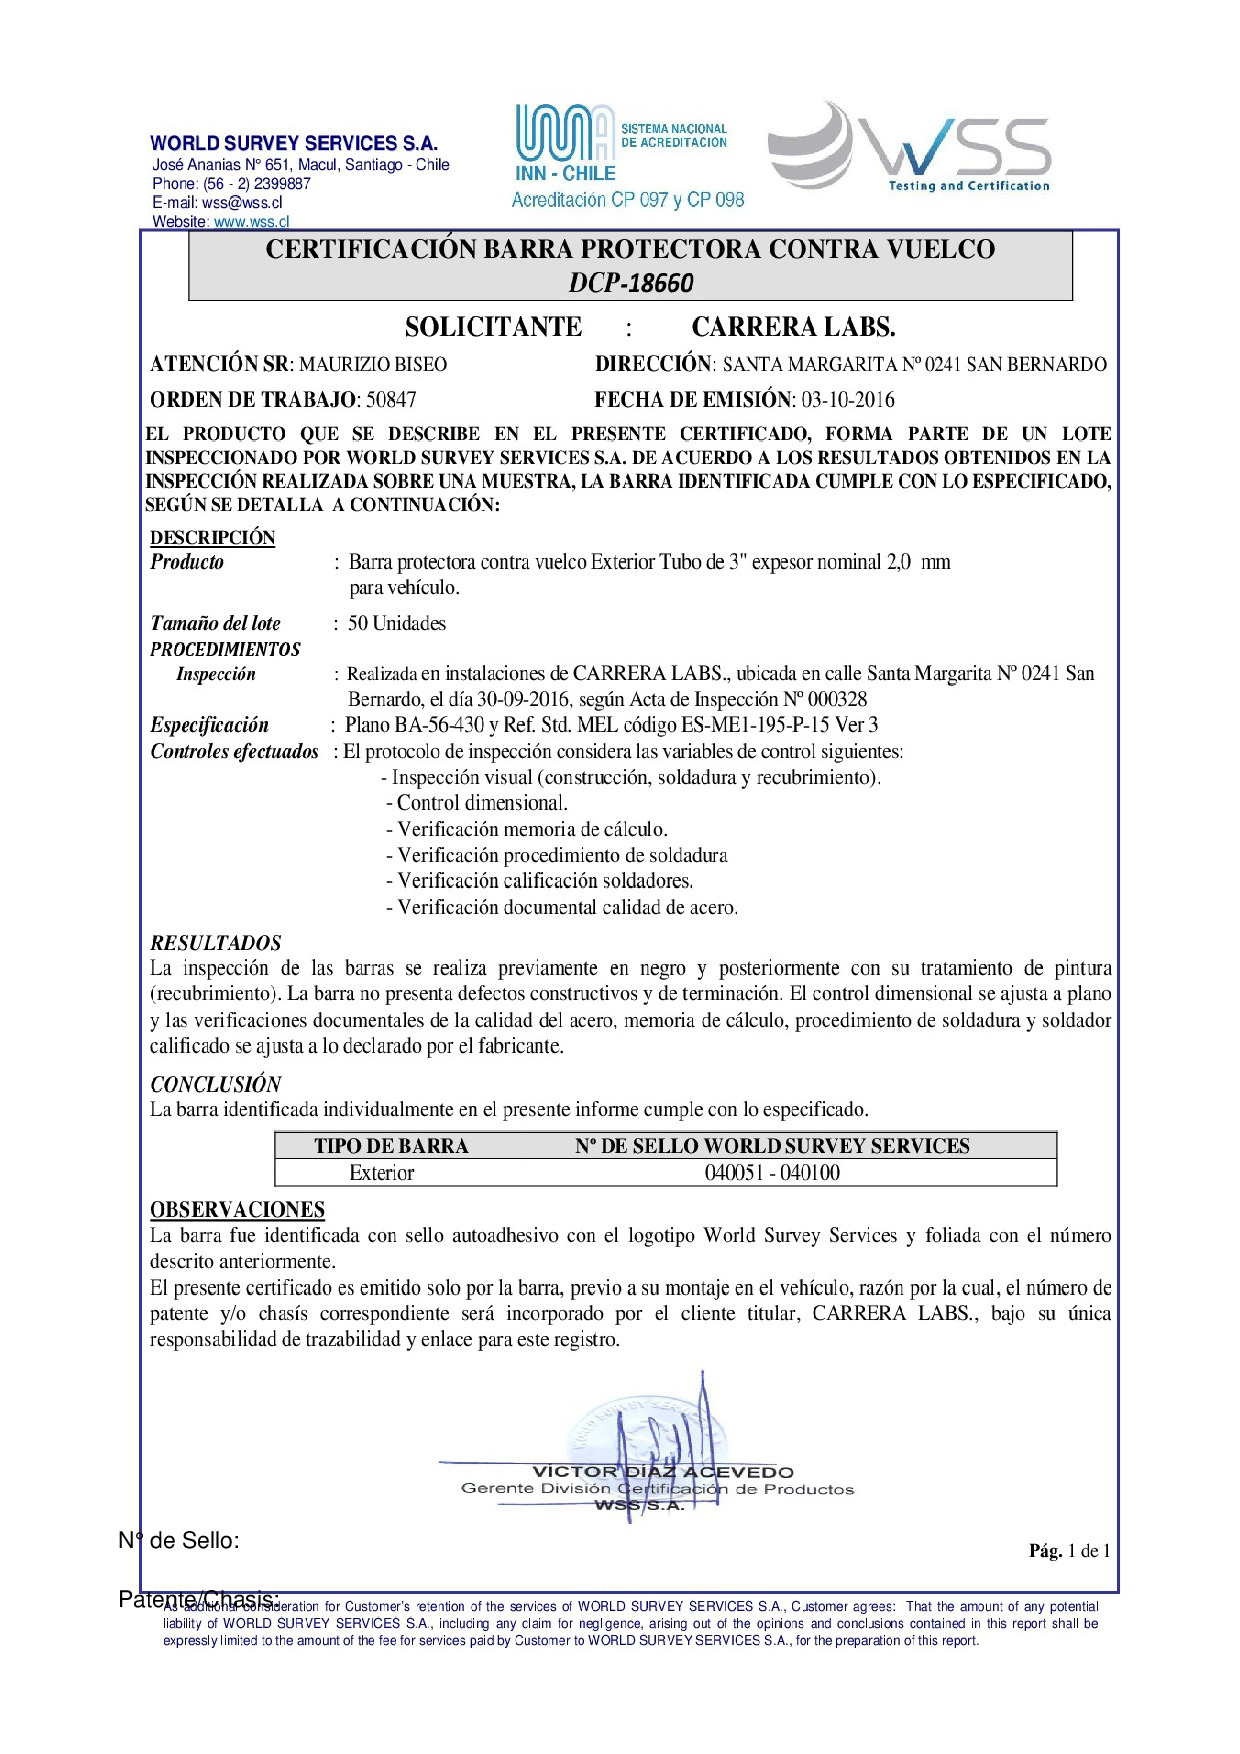 WORLD SURVEY SERVICES S.A.
José Ananias N° 651, Macul, Santiago - Chile
Phone: (56 - 2) 2399887
E-mail: wss@wss.cl
Website: www.wss.cl
SISTEMA NACIONAL
DE ACREDITACION
INN - CHILE
Acreditación CP 097 y CP 098
WSS
Testing and Certification
CERTIFICACIÓN BARRA PROTECTORA CONTRA VUELCO
DCP-18660
SOLICITANTE : CARRERA LABS.
ATENCIÓN SR: MAURIZIO BISEO DIRECCIÓN: SANTA MARGARITA Nº 0241 SAN BERNARDO
ORDEN DE TRABAJO: 50847 FECHA DE EMISIÓN: 03-10-2016
EL PRODUCTO QUE SE DESCRIBE EN EL PRESENTE CERTIFICADO, FORMA PARTE DE UN LOTE
INSPECCIONADO POR WORLD SURVEY SERVICES S.A. DE ACUERDO A LOS RESULTADOS OBTENIDOS EN LA
INSPECCIÓN REALIZADA SOBRE UNA MUESTRA, LA BARRA IDENTIFICADA CUMPLE CON LO ESPECIFICADO,
SEGÚN SE DETALLA A CONTINUACIÓN:
DESCRIPCIÓN
Producto : Barra protectora contra vuelco Exterior Tubo de 3" expesor nominal 2,0 mm
para vehículo.
Tamaño del lote : 50 Unidades
PROCEDIMIENTOS
Inspección : Realizada en instalaciones de CARRERA LABS., ubicada en calle Santa Margarita Nº 0241 San
Bernardo, el día 30-09-2016, según Acta de Inspección Nº 000328
Especificación : Plano BA-56-430 y Ref. Std. MEL código ES-ME1-195-P-15 Ver 3
Controles efectuados : El protocolo de inspección considera las variables de control siguientes:
- Inspección visual (construcción, soldadura y recubrimiento).
- Control dimensional.
- Verificación memoria de cálculo.
- Verificación procedimiento de soldadura
- Verificación calificación soldadores.
- Verificación documental calidad de acero.
RESULTADOS
La inspección de las barras se realiza previamente en negro y posteriormente con su tratamiento de pintura
(recubrimiento). La barra no presenta defectos constructivos y de terminación. El control dimensional se ajusta a plano
y las verificaciones documentales de la calidad del acero, memoria de cálculo, procedimiento de soldadura y soldador
calificado se ajusta a lo declarado por el fabricante.
CONCLUSIÓN
La barra identificada individualmente en el presente informe cumple con lo especificado.
TIPO DE BARRA Nº DE SELLO WORLD SURVEY SERVICES
Exterior 040051 - 040100
OBSERVACIONES
La barra fue identificada con sello autoadhesivo con el logotipo World Survey Services y foliada con el número
descrito anteriormente.
El presente certificado es emitido solo por la barra, previo a su montaje en el vehículo, razón por la cual, el número de
patente y/o chasís correspondiente será incorporado por el cliente titular, CARRERA LABS., bajo su única
responsabilidad de trazabilidad y enlace para este registro.
VÍCTOR DÍAZ ACEVEDO
Gerente División Certificación de Productos
WSS S.A.
N° de Sello:
Pág. 1 de 1
Patente/Chasis:
As additional consideration for Customer's retention of the services of WORLD SURVEY SERVICES S.A., Customer agrees: That the amount of any potential
liability of WORLD SURVEY SERVICES S.A., including any claim for negligence, arising out of the opinions and conclusions contained in this report shall be
expressly limited to the amount of the fee for services paid by Customer to WORLD SURVEY SERVICES S.A., for the preparation of this report.